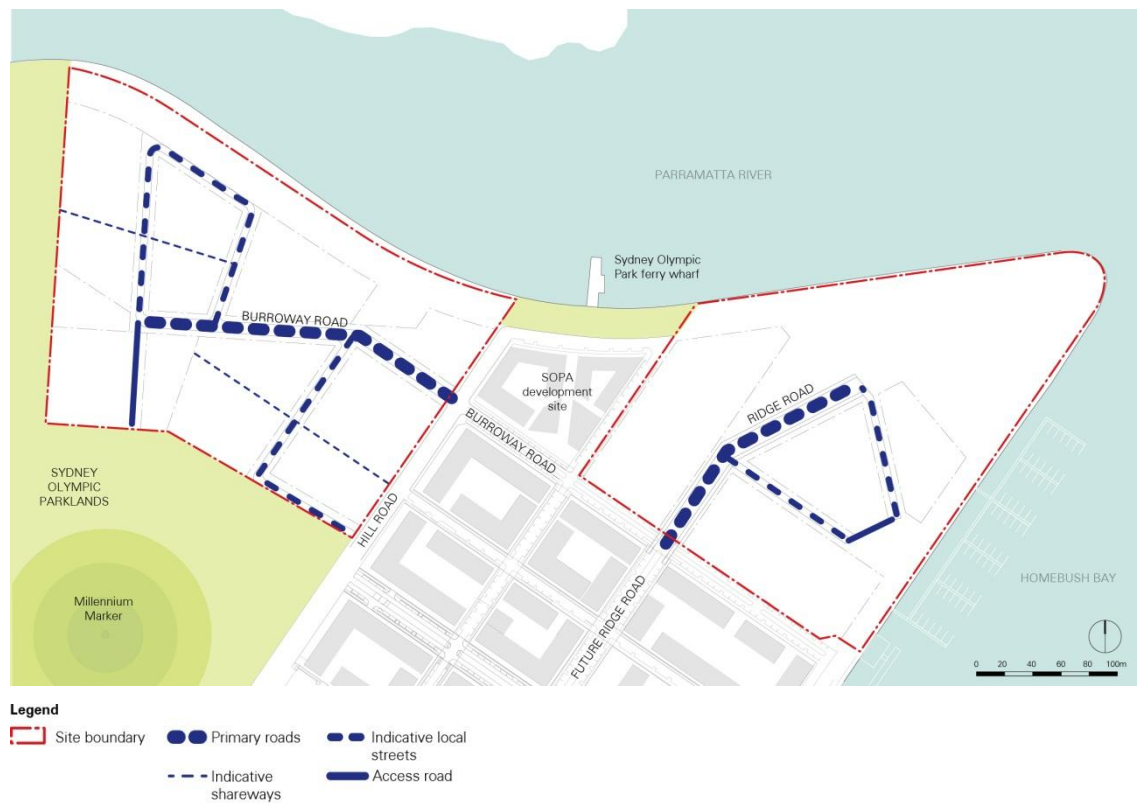 PARRAMATTA RIVER
Sydney Olympic
Park ferry wharf
BURROWAY ROAD
SOPA
development
site
RIDGE ROAD
BURROWAY ROAD
SYDNEY
OLYMPIC
PARKLANDS
HILL ROAD
HOMEBUSH BAY
Millennium
Marker
FUTURE RIDGE ROAD
0 20 40 60 80 100m
Legend
Site boundary
Primary roads
Indicative local
streets
Indicative
shareways
Access road